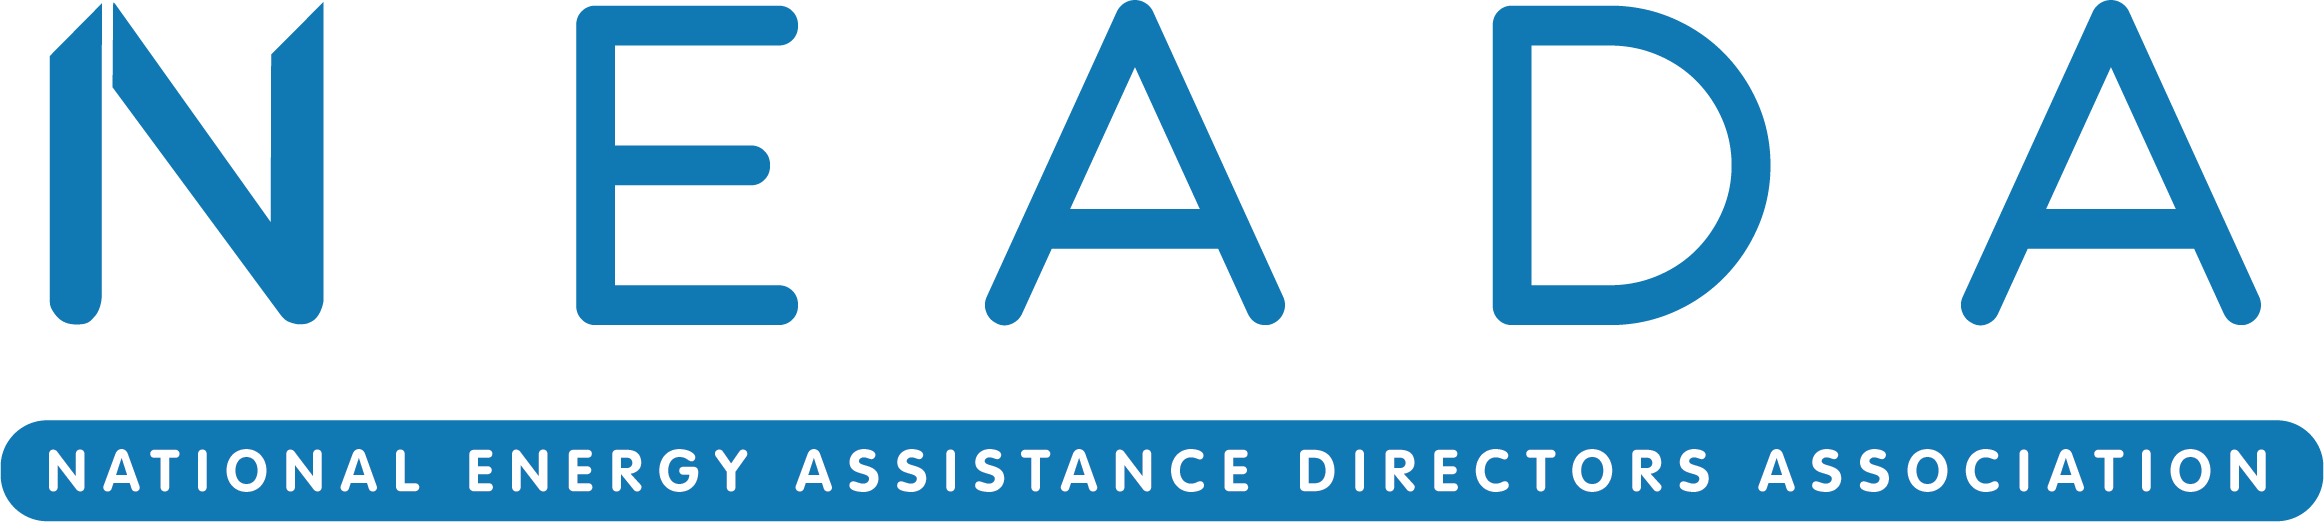 NEADA
NATIONAL ENERGY ASSISTANCE DIRECTORS ASSOCIATION